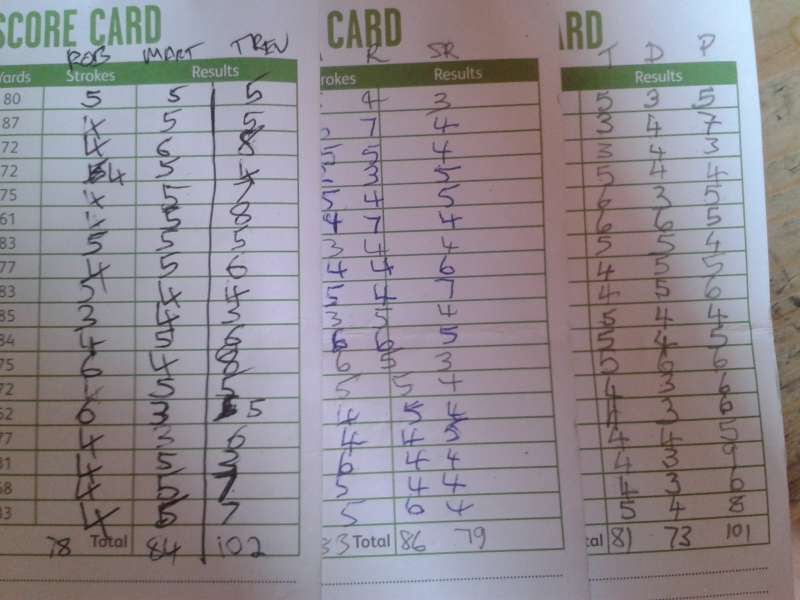 SCORE CARD
ROB MART TREV
Yards Strokes Results
80 5 5 5
87 4 5 5
72 4 6 8
72 4 5 4
75 4 5 7
61 4 5 8
83 5 5 5
77 4 5 6
83 5 4 4
85 3 4 3
84 4 5 6
75 6 4 8
72 5 5
52 6 3 5
77 4 3 6
81 4 5 3
68 4 5 7
83 4 5 7
78 Total 84 102
CARD
R SR
rokes Results
4 3
7 4
5 5 4
3 5
5 4 5
4 7 4
3 4 4
4 4 6
5 4 7
3 5 4
6 6 5
6 5 3
5 5 4
4 5 4
4 4 5
6 4 4
5 4 4
5 6 4
33 Total 86 79
ARD
T D P
Results
5 3 5
3 4 7
3 4 3
5 4 4
6 3 5
6 6 5
5 5 4
4 5 5
4 5 6
5 4 4
5 4 5
5 6 6
4 3 6
4 3 6
4 4 5
4 3 9
4 3 6
5 4 8
tal 81 73 101